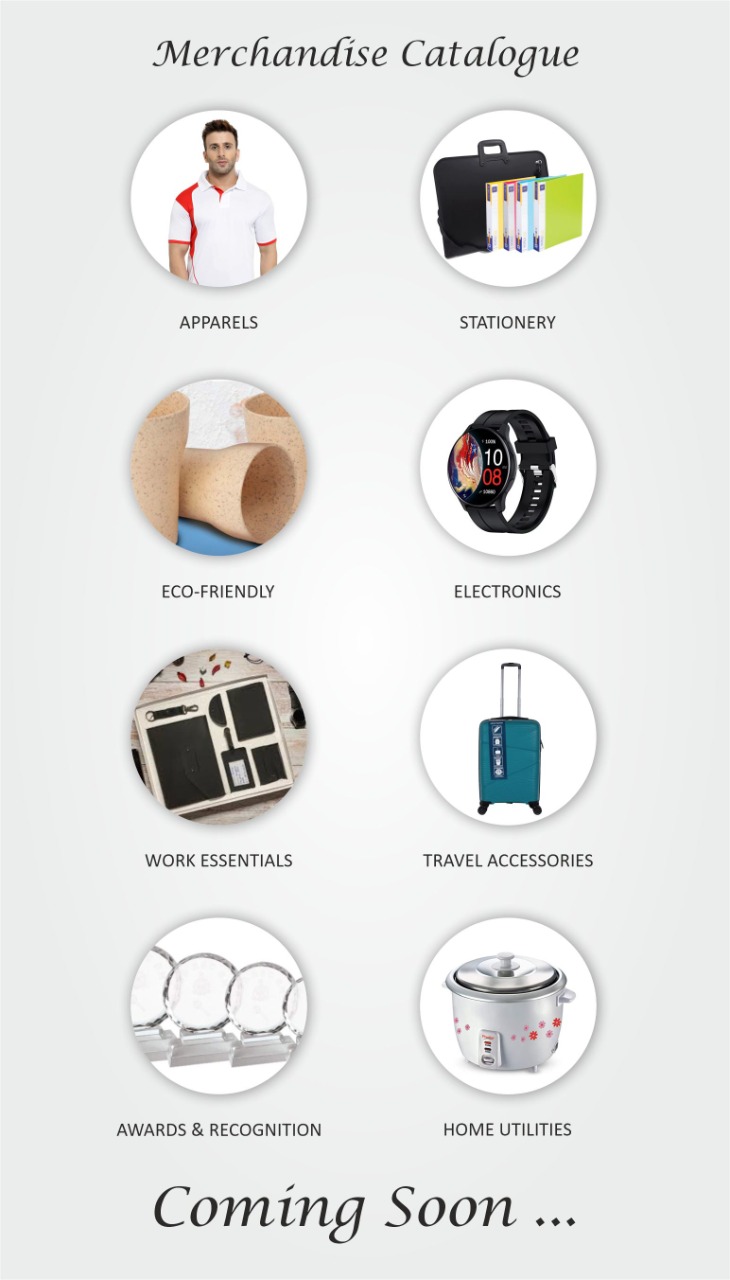 Merchandise Catalogue
APPARELS
STATIONERY
ECO-FRIENDLY
ELECTRONICS
100%
10
08
WORK ESSENTIALS
TRAVEL ACCESSORIES
AWARDS & RECOGNITION
HOME UTILITIES
Coming Soon ...